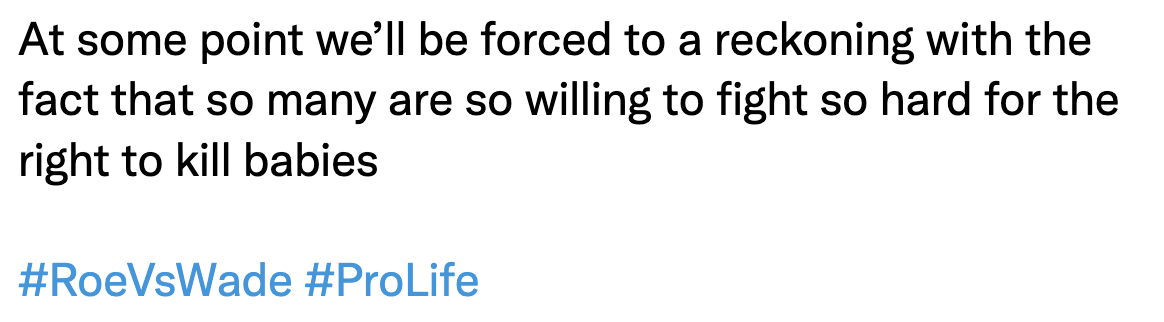 At some point we’ll be forced to a reckoning with the
fact that so many are so willing to fight so hard for the
right to kill babies
#RoeVsWade #ProLife